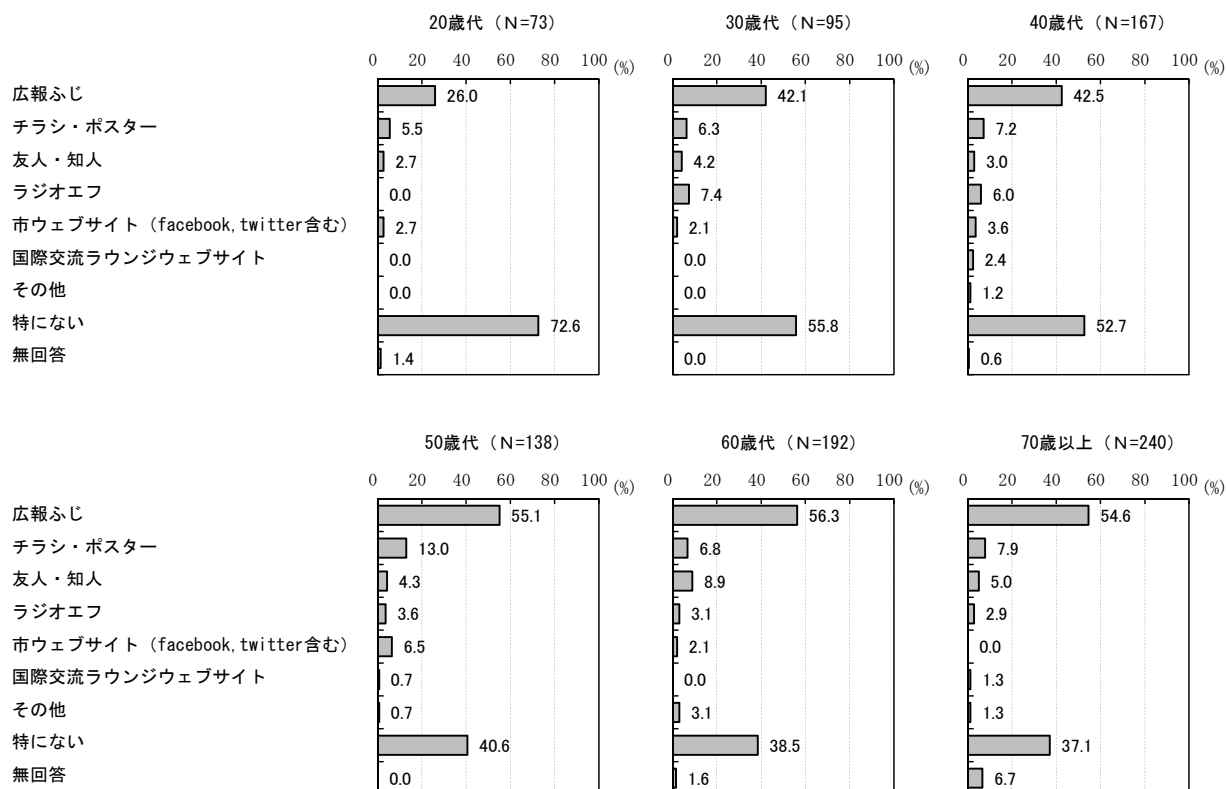 20歳代（N=73） 30歳代（N=95） 40歳代（N=167）
0 20 40 60 80 100 (%) 0 20 40 60 80 100 (%) 0 20 40 60 80 100 (%)
広報ふじ 26.0 42.1 42.5
チラシ・ポスター 5.5 6.3 7.2
友人・知人 2.7 4.2 3.0
ラジオエフ 0.0 7.4 6.0
市ウェブサイト（facebook,twitter含む） 2.7 2.1 3.6
国際交流ラウンジウェブサイト 0.0 0.0 2.4
その他 0.0 0.0 1.2
特にない 72.6 55.8 52.7
無回答 1.4 0.0 0.6
50歳代（N=138） 60歳代（N=192） 70歳以上（N=240）
0 20 40 60 80 100 (%) 0 20 40 60 80 100 (%) 0 20 40 60 80 100 (%)
広報ふじ 55.1 56.3 54.6
チラシ・ポスター 13.0 6.8 7.9
友人・知人 4.3 8.9 5.0
ラジオエフ 3.6 3.1 2.9
市ウェブサイト（facebook,twitter含む） 6.5 2.1 0.0
国際交流ラウンジウェブサイト 0.7 0.0 1.3
その他 0.7 3.1 1.3
特にない 40.6 38.5 37.1
無回答 0.0 1.6 6.7